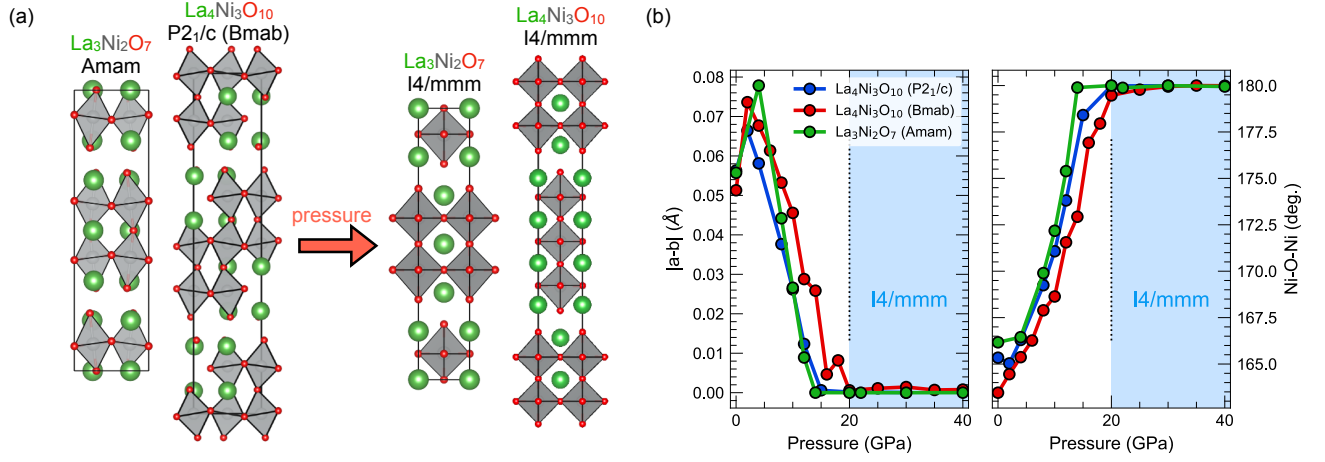 (a)
La₃Ni₂O₇
Amam
La₄Ni₃O₁₀
P2₁/c (Bmab)
pressure
La₃Ni₂O₇
I4/mmm
La₄Ni₃O₁₀
I4/mmm
(b)
|a-b| (Å)
0.08
0.07
0.06
0.05
0.04
0.03
0.02
0.01
0.00
La₄Ni₃O₁₀ (P2₁/c)
La₄Ni₃O₁₀ (Bmab)
La₃Ni₂O₇ (Amam)
I4/mmm
0 10 20 30 40
Pressure (GPa)
I4/mmm
0 10 20 30 40
Pressure (GPa)
180.0
177.5
175.0
172.5
170.0
167.5
165.0
Ni-O-Ni (deg.)